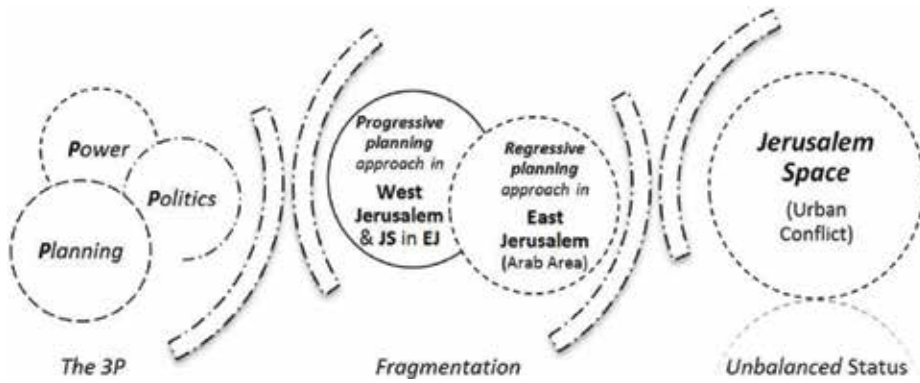 Power
Politics
Planning
The 3P
Progressive
planning
approach in
West
Jerusalem
& JS in EJ
Regressive
planning
approach in
East
Jerusalem
(Arab Area)
Fragmentation
Jerusalem
Space
(Urban
Conflict)
Unbalanced Status